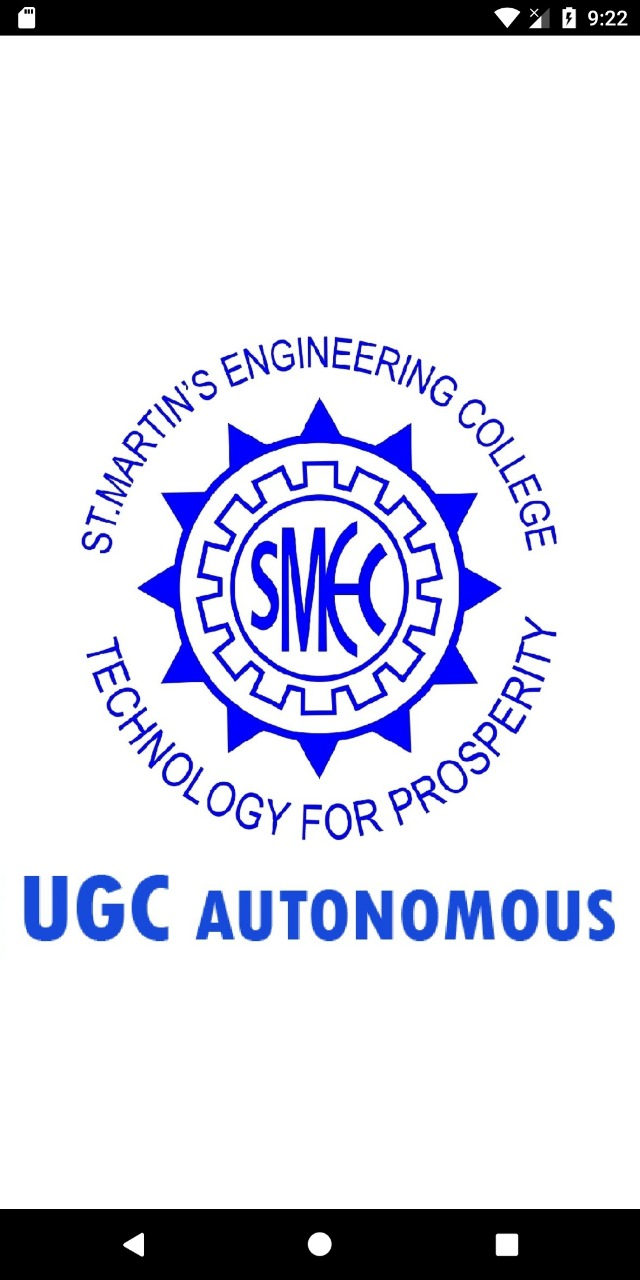 9:22
ST.MARTIN'S ENGINEERING COLLEGE
SMEC
TECHNOLOGY FOR PROSPERITY
UGC AUTONOMOUS